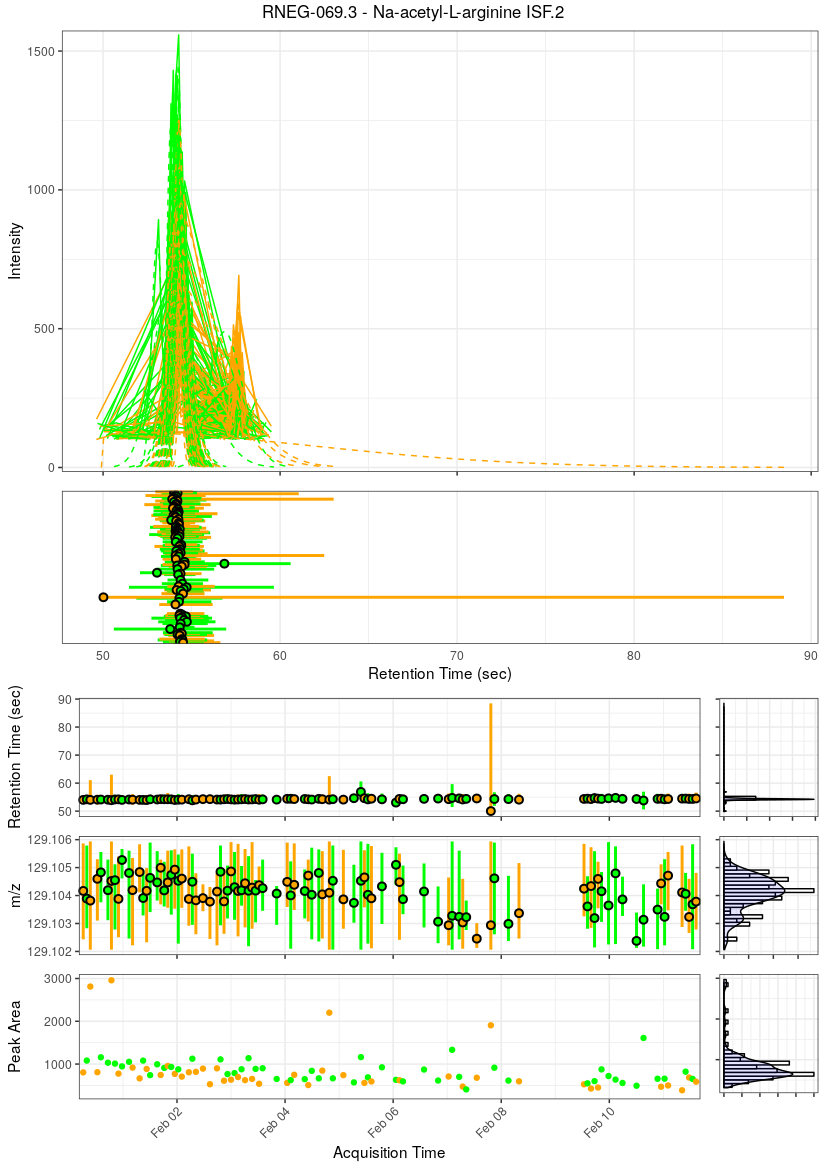 RNEG-069.3 - Na-acetyl-L-arginine ISF.2
1500
1000
500
0
Intensity
50 60 70 80 90
Retention Time (sec)
90
80
70
60
50
Retention Time (sec)
129.106
129.105
129.104
129.103
129.102
m/z
3000
2000
1000
Peak Area
Feb 02 Feb 04 Feb 06 Feb 08 Feb 10
Acquisition Time